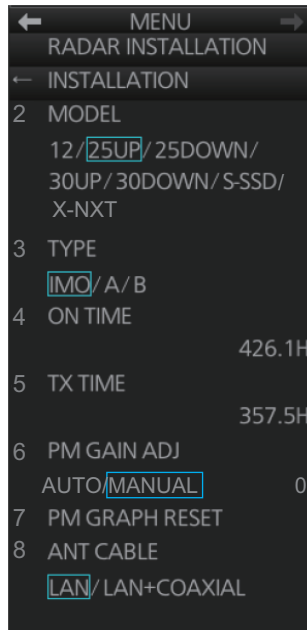 ← MENU →
RADAR INSTALLATION
← INSTALLATION
2 MODEL
12/25UP/25DOWN/
30UP/30DOWN/S-SSD/
X-NXT
3 TYPE
IMO/A/B
4 ON TIME
426.1H
5 TX TIME
357.5H
6 PM GAIN ADJ
AUTO/MANUAL 0
7 PM GRAPH RESET
8 ANT CABLE
LAN/LAN+COAXIAL